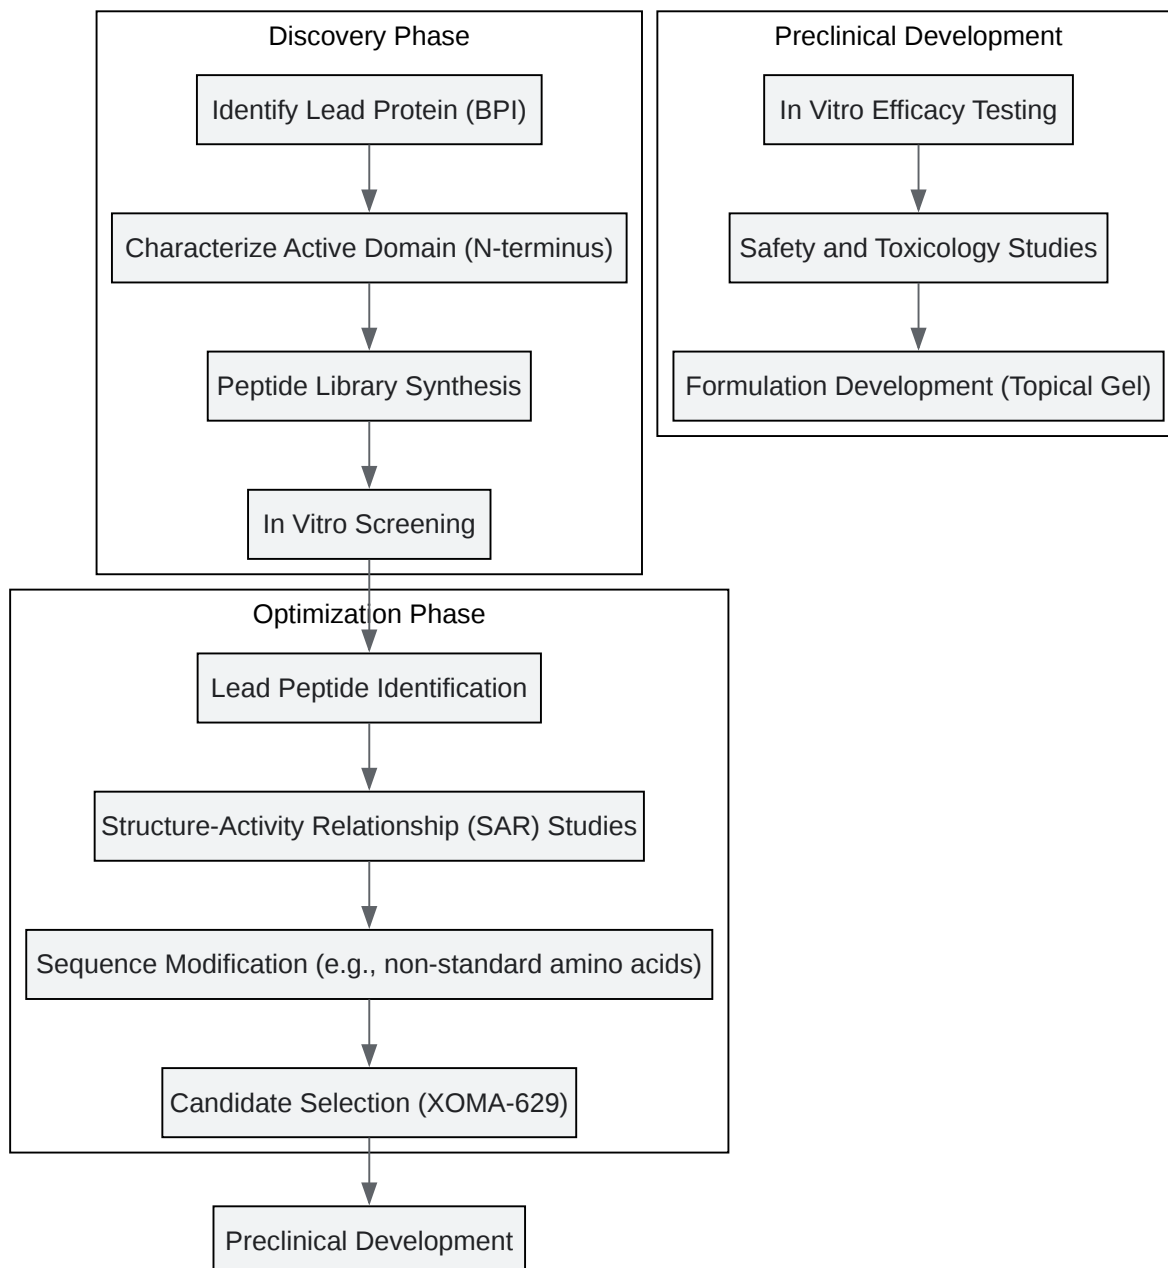 Discovery Phase
Identify Lead Protein (BPI)
Characterize Active Domain (N-terminus)
Peptide Library Synthesis
In Vitro Screening
Optimization Phase
Lead Peptide Identification
Structure-Activity Relationship (SAR) Studies
Sequence Modification (e.g., non-standard amino acids)
Candidate Selection (XOMA-629)
Preclinical Development
Preclinical Development
In Vitro Efficacy Testing
Safety and Toxicology Studies
Formulation Development (Topical Gel)